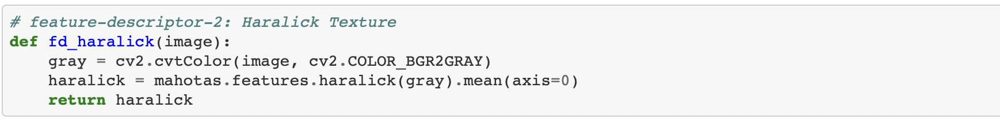 # feature-descriptor-2: Haralick Texture
def fd_haralick(image):
    gray = cv2.cvtColor(image, cv2.COLOR_BGR2GRAY)
    haralick = mahotas.features.haralick(gray).mean(axis=0)
    return haralick